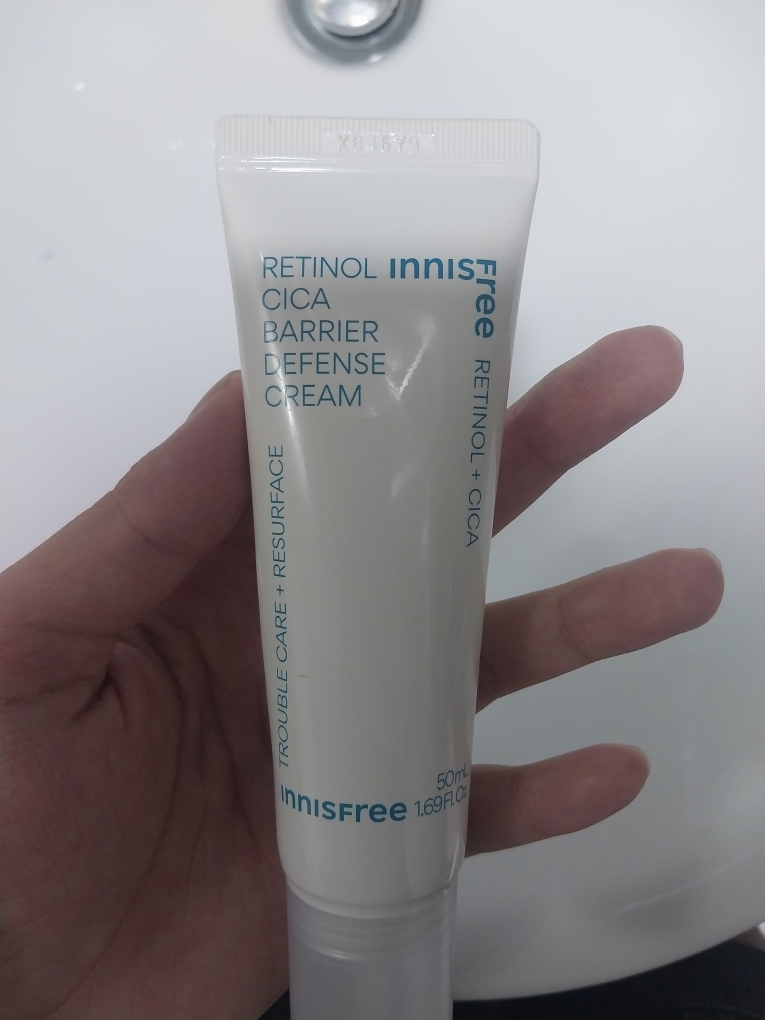 RETINOL
CICA
BARRIER
DEFENSE
CREAM
innisFree
RETINOL + CICA
TROUBLE CARE + RESURFACE
innisFree
50mL
1.69 Fl. Oz.